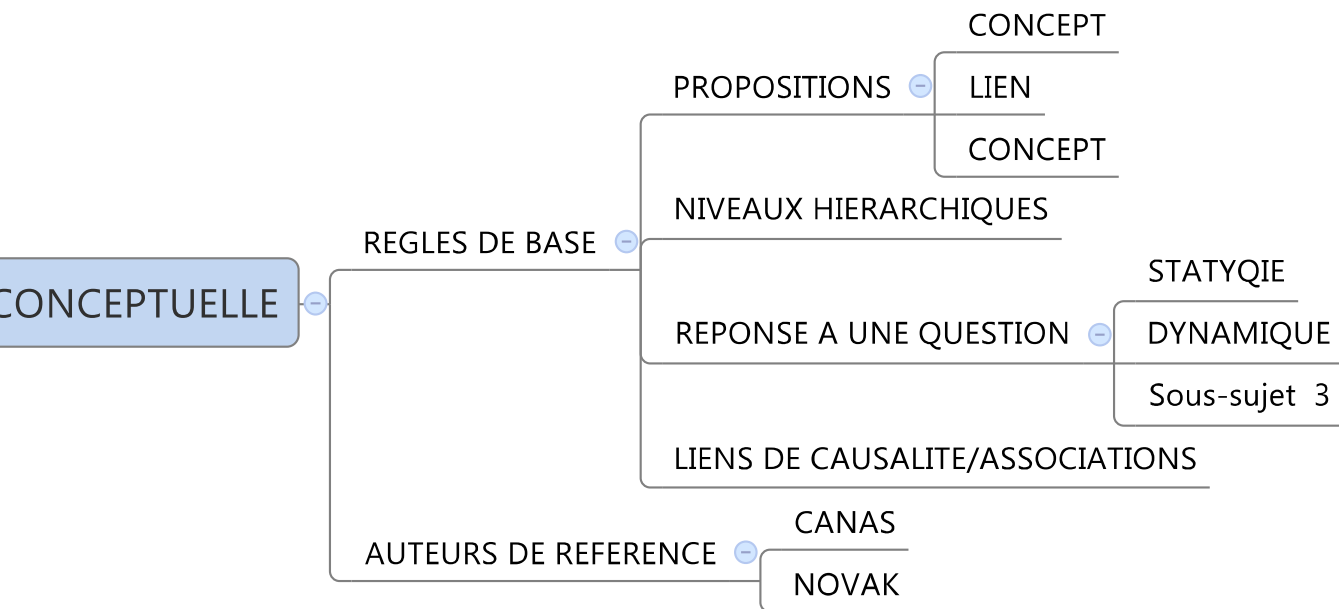 CONCEPTUELLE
REGLES DE BASE
PROPOSITIONS
CONCEPT
LIEN
CONCEPT
NIVEAUX HIERARCHIQUES
REPONSE A UNE QUESTION
STATYQIE
DYNAMIQUE
Sous-sujet 3
LIENS DE CAUSALITE/ASSOCIATIONS
AUTEURS DE REFERENCE
CANAS
NOVAK